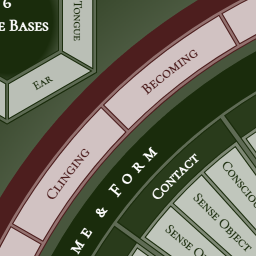 6
E BASES
TONGUE
EAR
BECOMING
CLINGING
ME & FORM
CONTACT
CONSCIOU
SENSE OBJECT
SENSE O